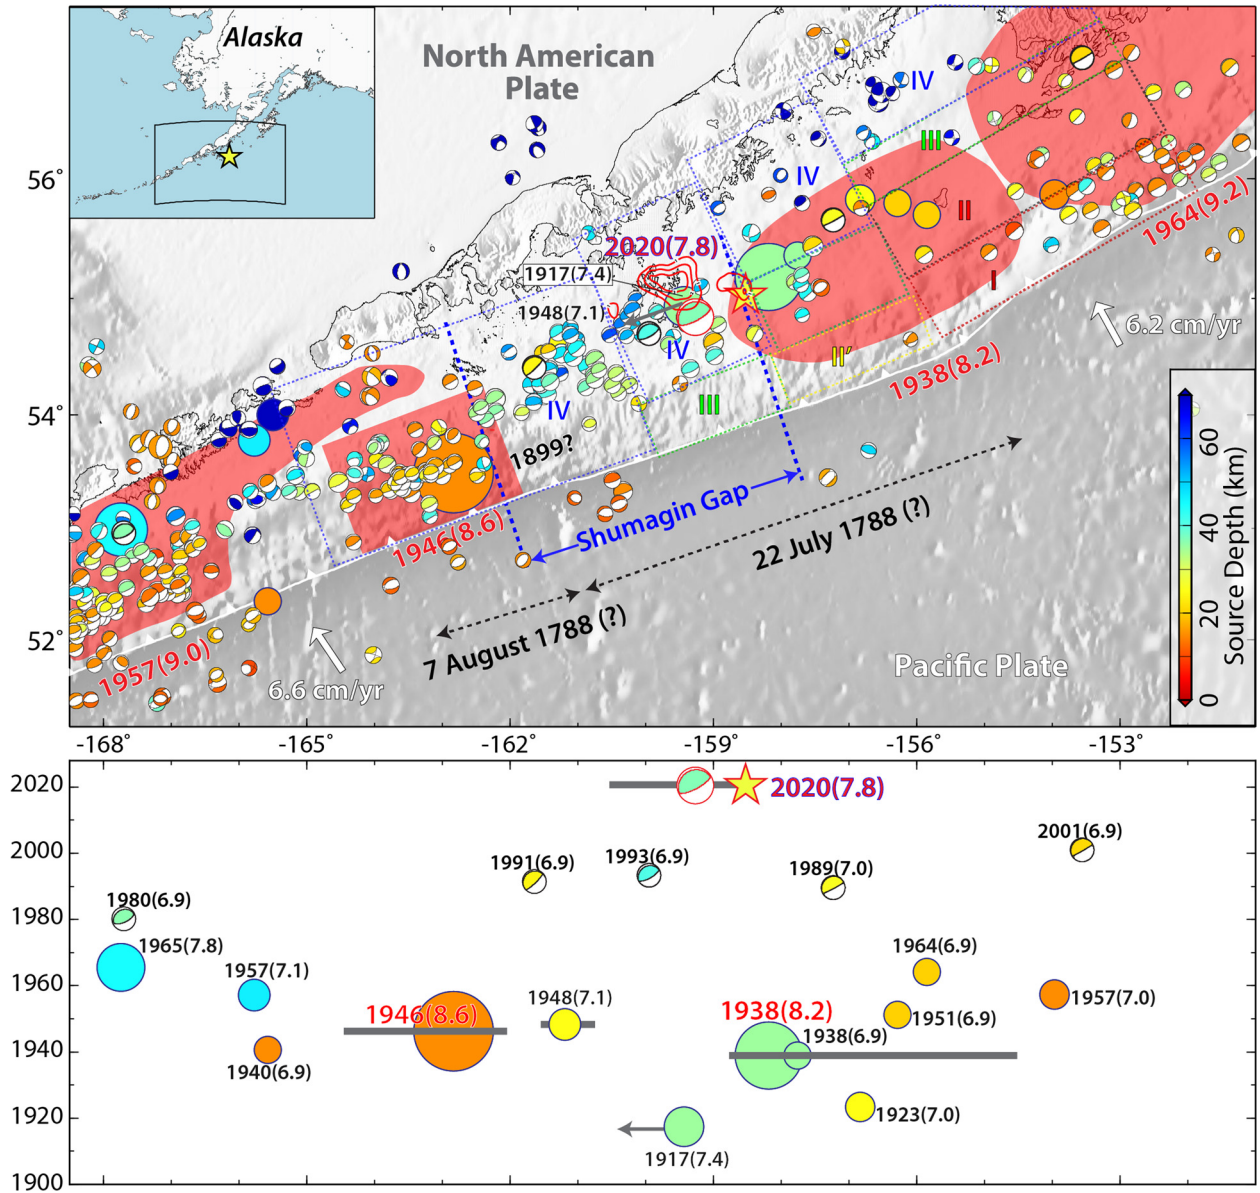 Alaska
North American
Plate
56°
54°
52°
IV
III
IV
II
I
1964(9.2)
2020(7.8)
1917(7.4)
1948(7.1)
IV
II′
III
IV
6.2 cm/yr
1938(8.2)
1899?
Shumagin Gap
1946(8.6)
22 July 1788 (?)
7 August 1788 (?)
1957(9.0)
6.6 cm/yr
Pacific Plate
Source Depth (km)
60
40
20
0
-168°
-165°
-162°
-159°
-156°
-153°
2020
2020(7.8)
2000
2001(6.9)
1991(6.9)
1993(6.9)
1989(7.0)
1980
1980(6.9)
1965(7.8)
1964(6.9)
1960
1957(7.1)
1948(7.1)
1957(7.0)
1946(8.6)
1938(8.2)
1951(6.9)
1938(6.9)
1940
1940(6.9)
1920
1923(7.0)
1917(7.4)
1900